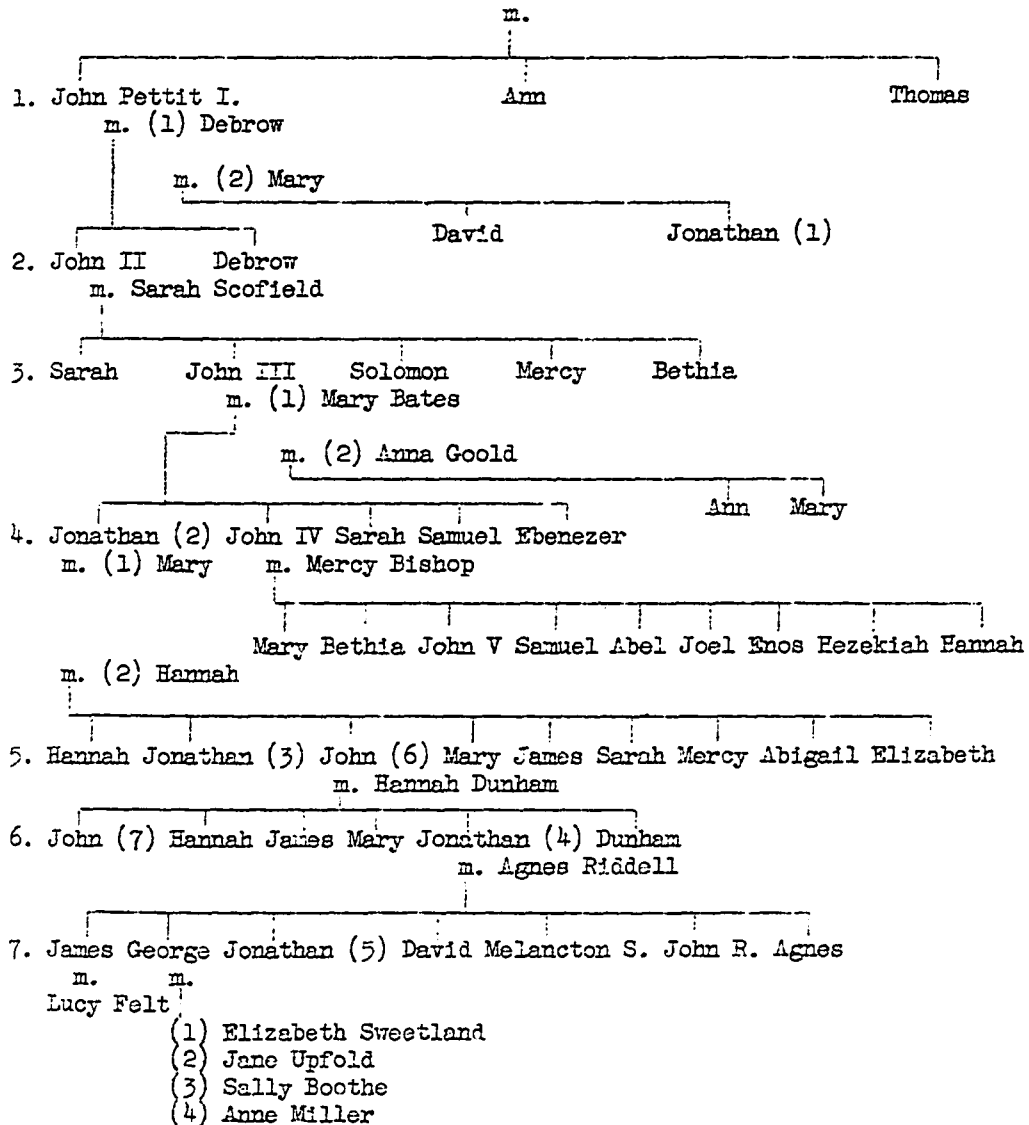 m.
1. John Pettit I. Ann Thomas
m. (1) Debrow
m. (2) Mary
David Jonathan (1)
2. John II Debrow
m. Sarah Scofield
3. Sarah John III Solomon Mercy Bethia
m. (1) Mary Bates
m. (2) Anna Goold
Ann Mary
4. Jonathan (2) John IV Sarah Samuel Ebenezer
m. (1) Mary m. Mercy Bishop
Mary Bethia John V Samuel Abel Joel Enos Hezekiah Hannah
m. (2) Hannah
5. Hannah Jonathan (3) John (6) Mary James Sarah Mercy Abigail Elizabeth
m. Hannah Dunham
6. John (7) Hannah James Mary Jonathan (4) Dunham
m. Agnes Riddell
7. James George Jonathan (5) David Melancton S. John R. Agnes
m. m.
Lucy Felt
(1) Elizabeth Sweetland
(2) Jane Upfold
(3) Sally Boothe
(4) Anne Miller